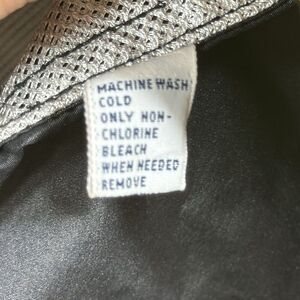 MACHINE WASH
COLD
ONLY NON-
CHLORINE
BLEACH
WHEN NEEDED
REMOVE